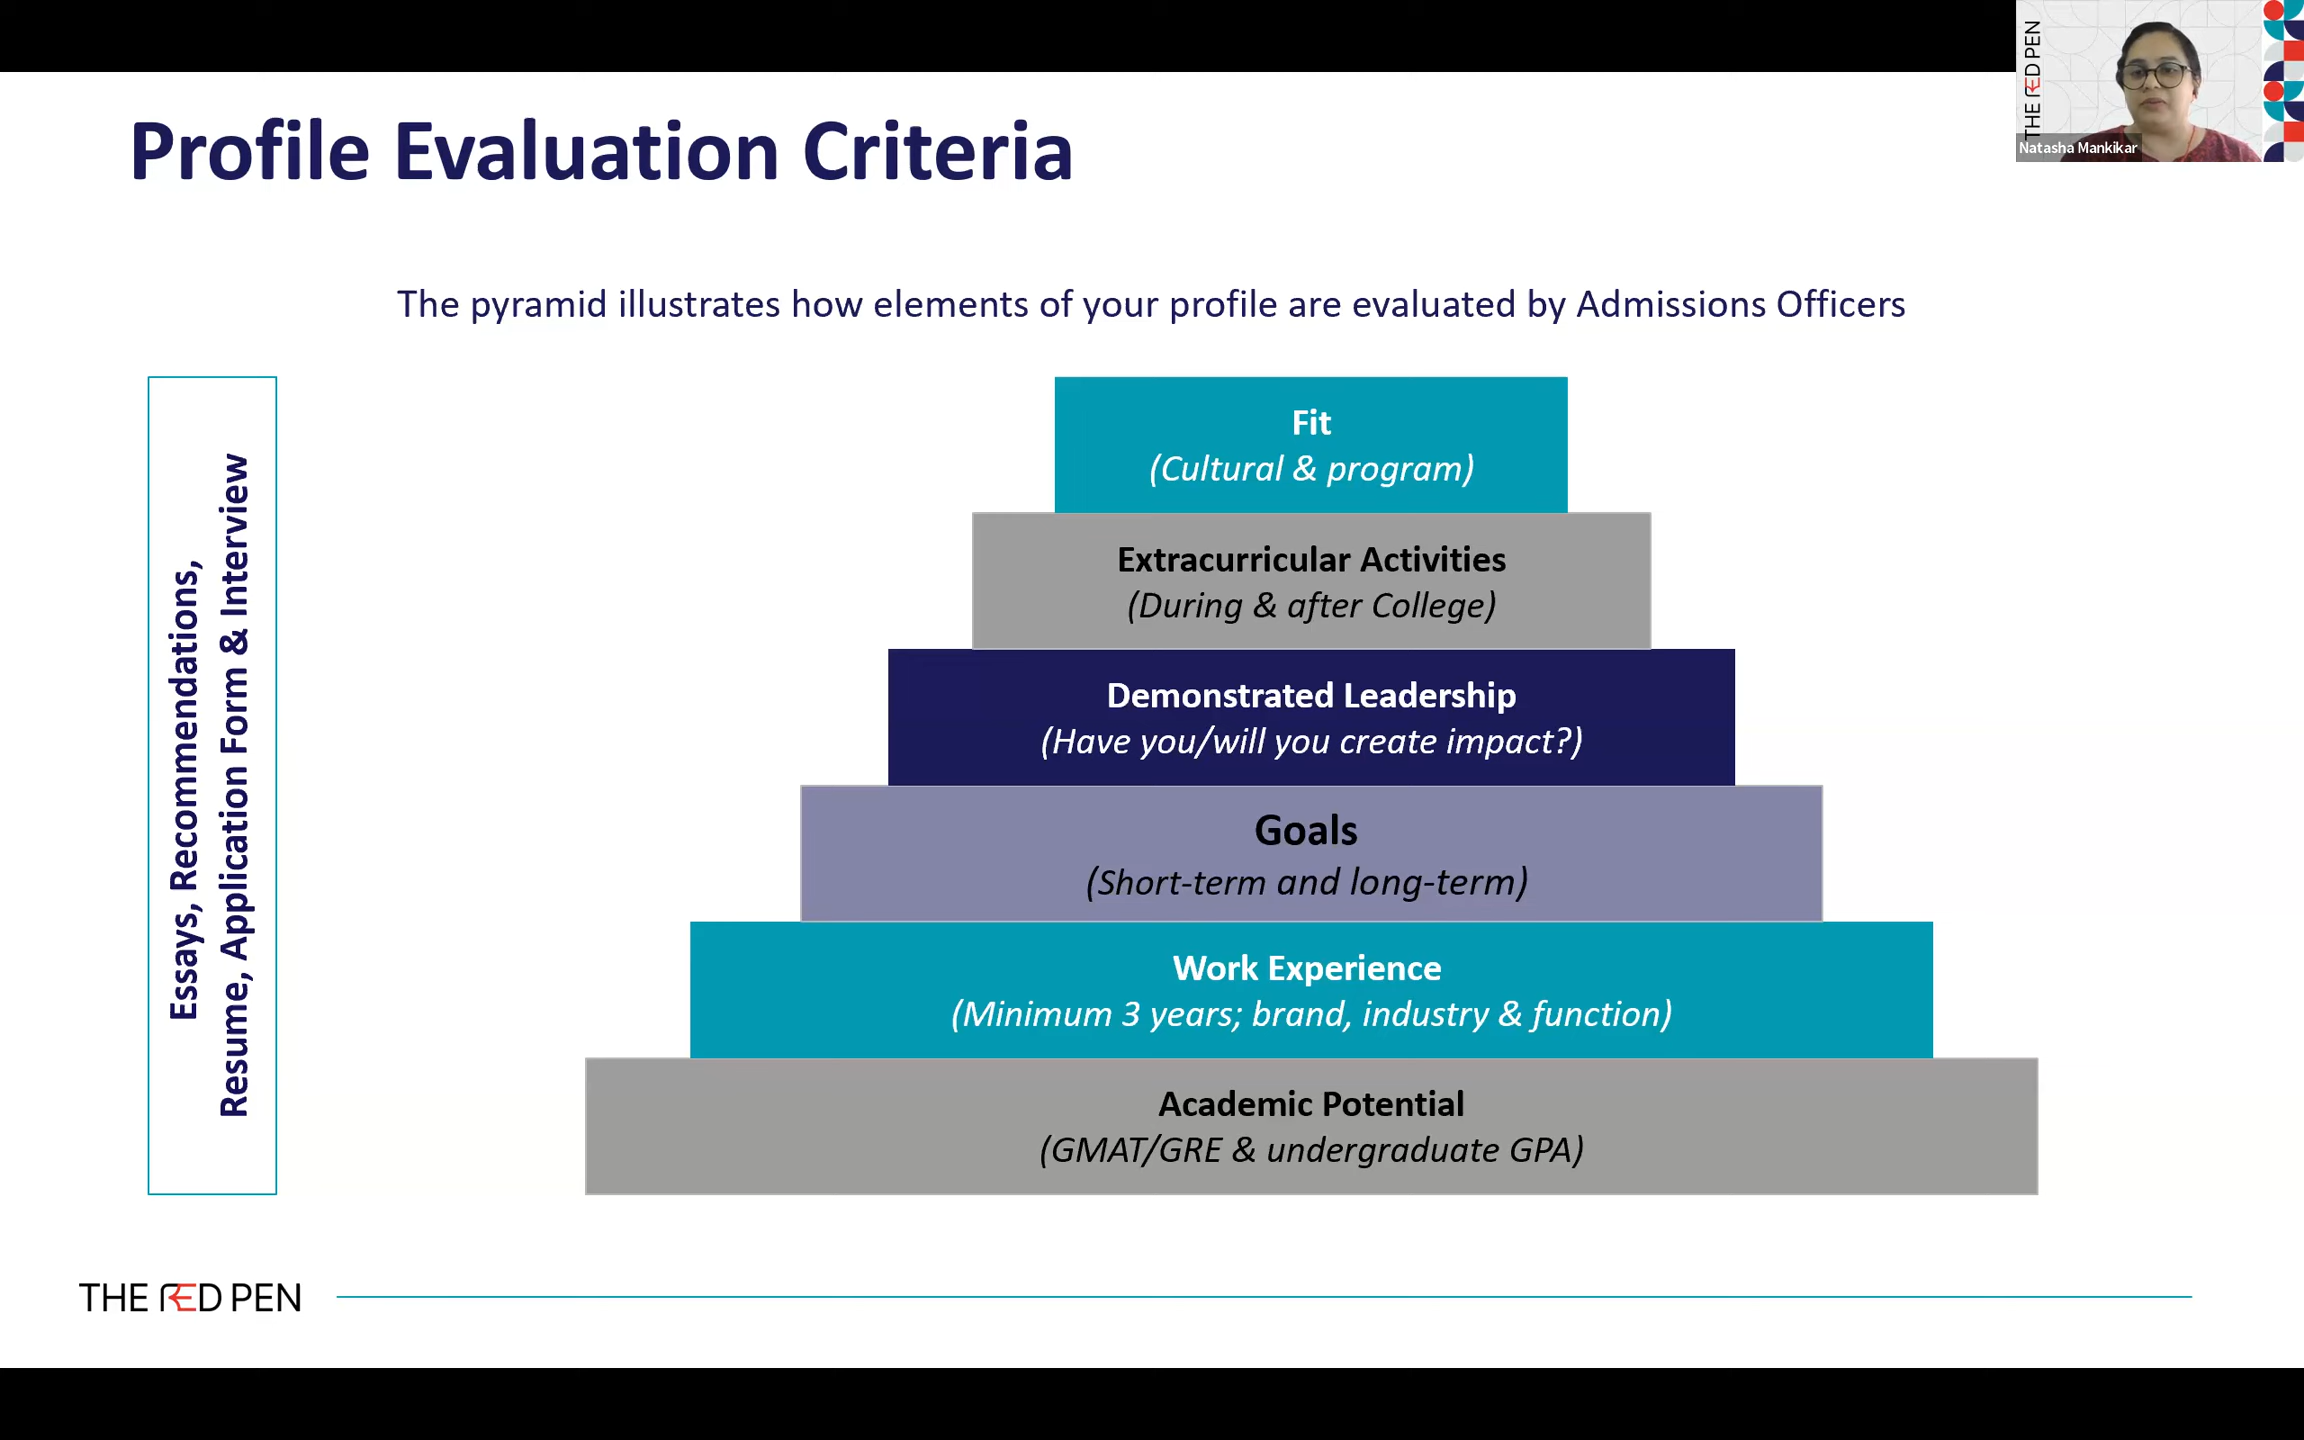 THE RED PEN
Natasha Mankikar
Profile Evaluation Criteria
The pyramid illustrates how elements of your profile are evaluated by Admissions Officers
Essays, Recommendations,
Resume, Application Form & Interview
Fit
(Cultural & program)
Extracurricular Activities
(During & after College)
Demonstrated Leadership
(Have you/will you create impact?)
Goals
(Short-term and long-term)
Work Experience
(Minimum 3 years; brand, industry & function)
Academic Potential
(GMAT/GRE & undergraduate GPA)
THE RED PEN